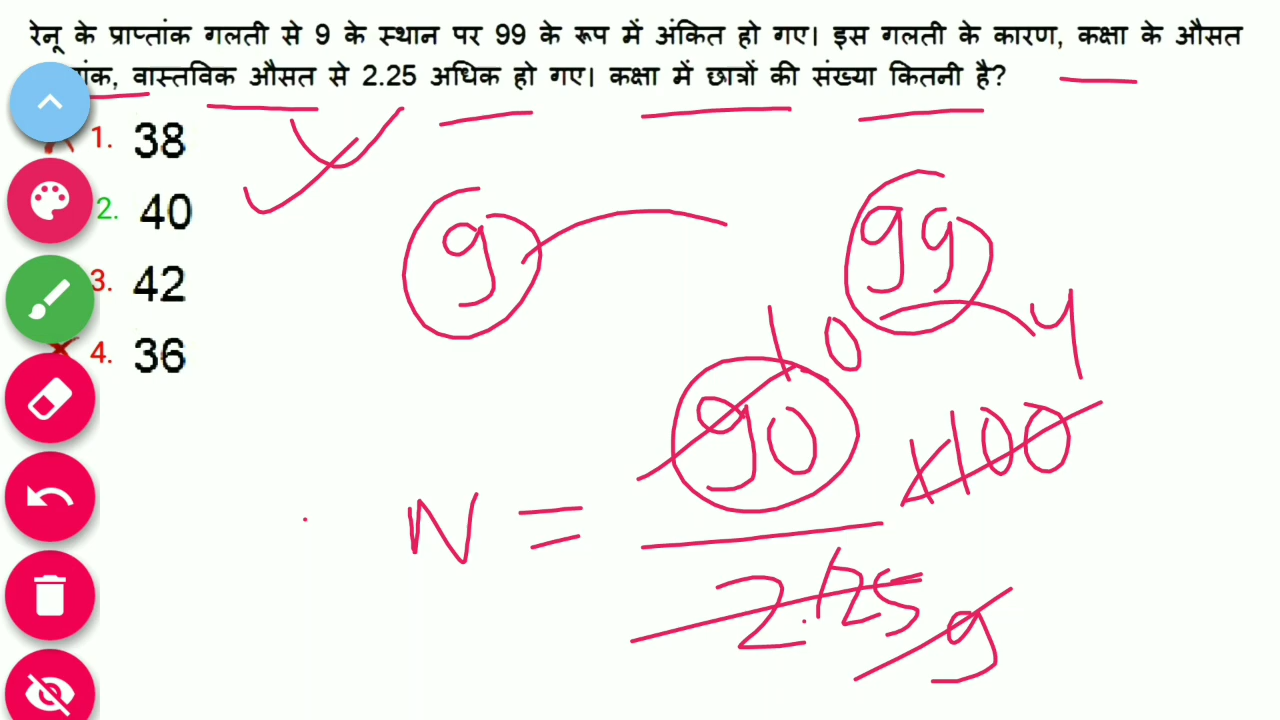 रेनू के प्राप्तांक गलती से 9 के स्थान पर 99 के रूप में अंकित हो गए। इस गलती के कारण, कक्षा के औसत
ांक, वास्तविक औसत से 2.25 अधिक हो गए। कक्षा में छात्रों की संख्या कितनी है?
1. 38
2. 40
3. 42
4. 36
9 99
10 4
90 ×100
N =
2.25 9